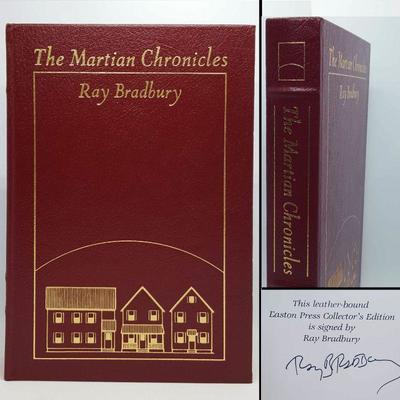 The Martian Chronicles
Ray Bradbury
The Martian Chronicles
The Martian Chronicles
Ray Bradbury
This leather-bound
Easton Press Collector's Edition
is signed by
Ray Bradbury
Ray Bradbury